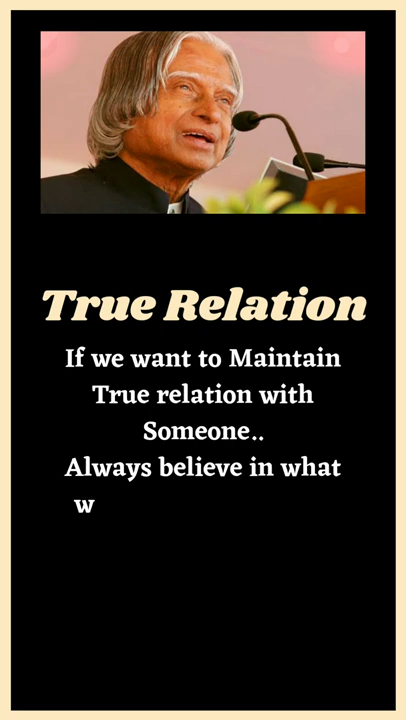 True Relation
If we want to Maintain
True relation with
Someone..
Always believe in what
w